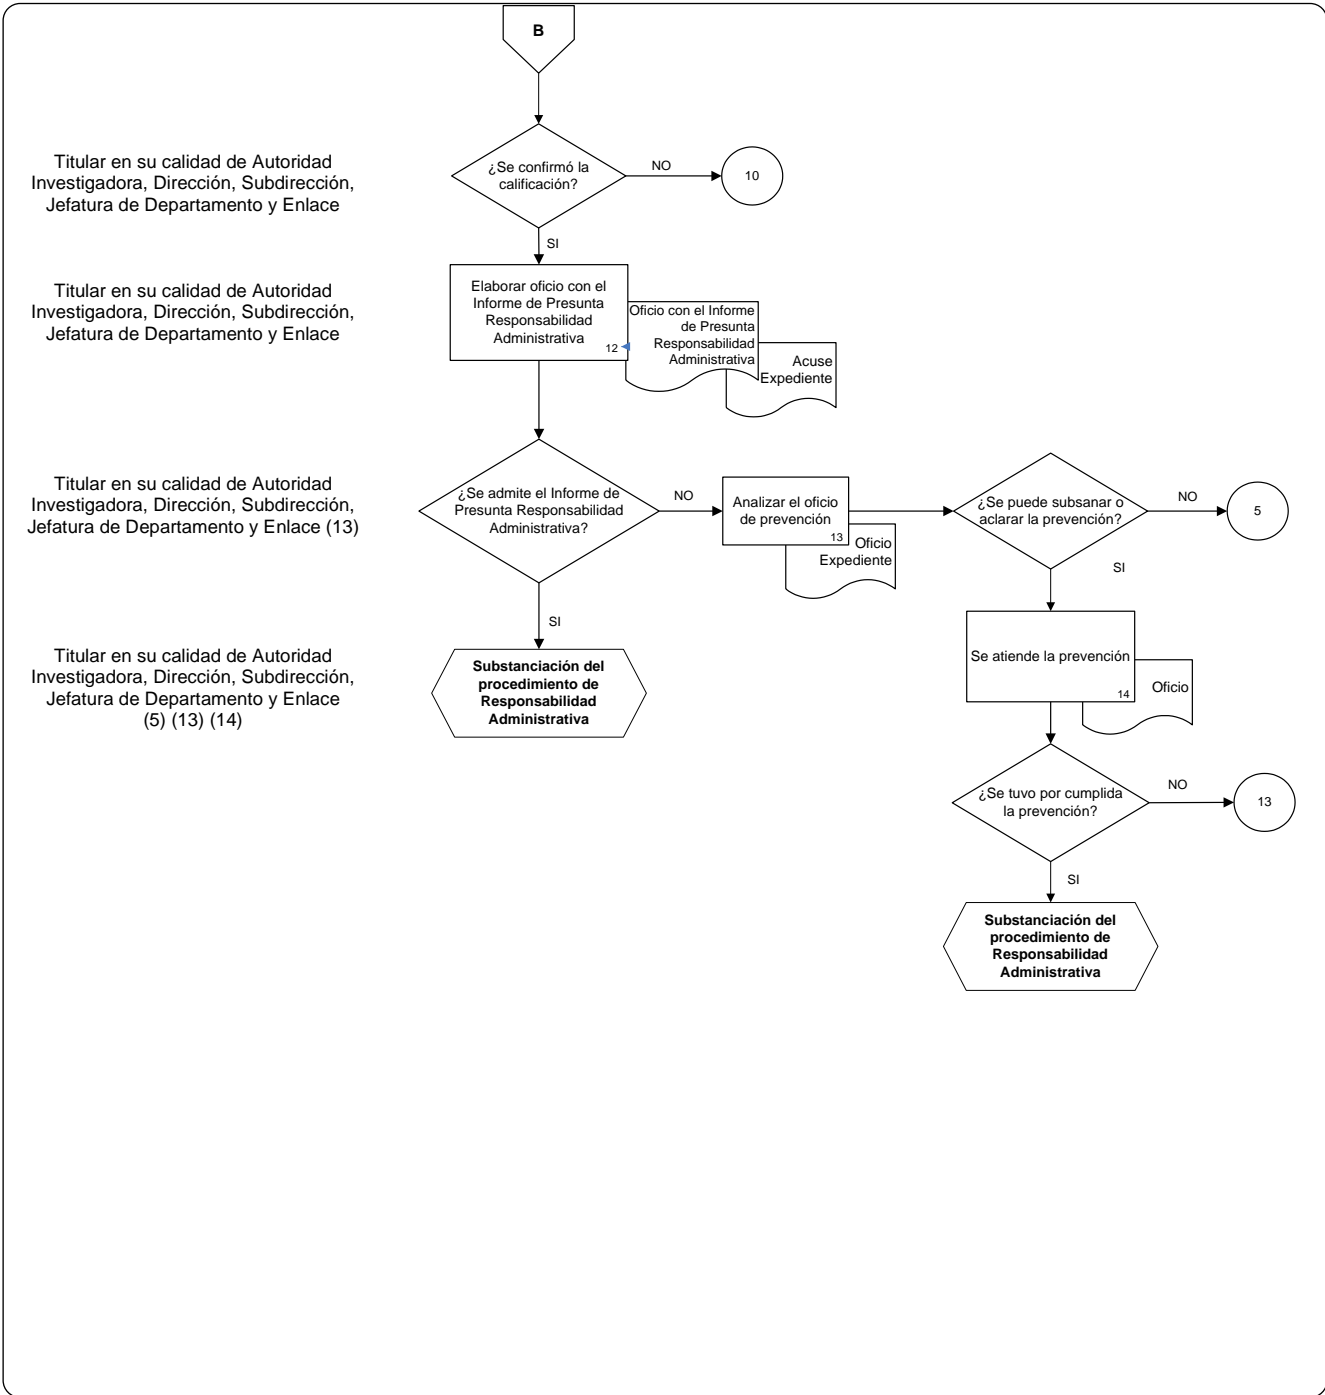 B
Titular en su calidad de Autoridad
Investigadora, Dirección, Subdirección,
Jefatura de Departamento y Enlace
¿Se confirmó la
calificación?
NO
10
SI
Titular en su calidad de Autoridad
Investigadora, Dirección, Subdirección,
Jefatura de Departamento y Enlace
Elaborar oficio con el
Informe de Presunta
Responsabilidad
Administrativa
12
Oficio con el Informe
de Presunta
Responsabilidad
Administrativa
Acuse
Expediente
Titular en su calidad de Autoridad
Investigadora, Dirección, Subdirección,
Jefatura de Departamento y Enlace (13)
¿Se admite el Informe de
Presunta Responsabilidad
Administrativa?
NO
Analizar el oficio
de prevención
13
Oficio
Expediente
¿Se puede subsanar o
aclarar la prevención?
NO
5
SI
SI
Titular en su calidad de Autoridad
Investigadora, Dirección, Subdirección,
Jefatura de Departamento y Enlace
(5) (13) (14)
Substanciación del
procedimiento de
Responsabilidad
Administrativa
Se atiende la prevención
14
Oficio
¿Se tuvo por cumplida
la prevención?
NO
13
SI
Substanciación del
procedimiento de
Responsabilidad
Administrativa